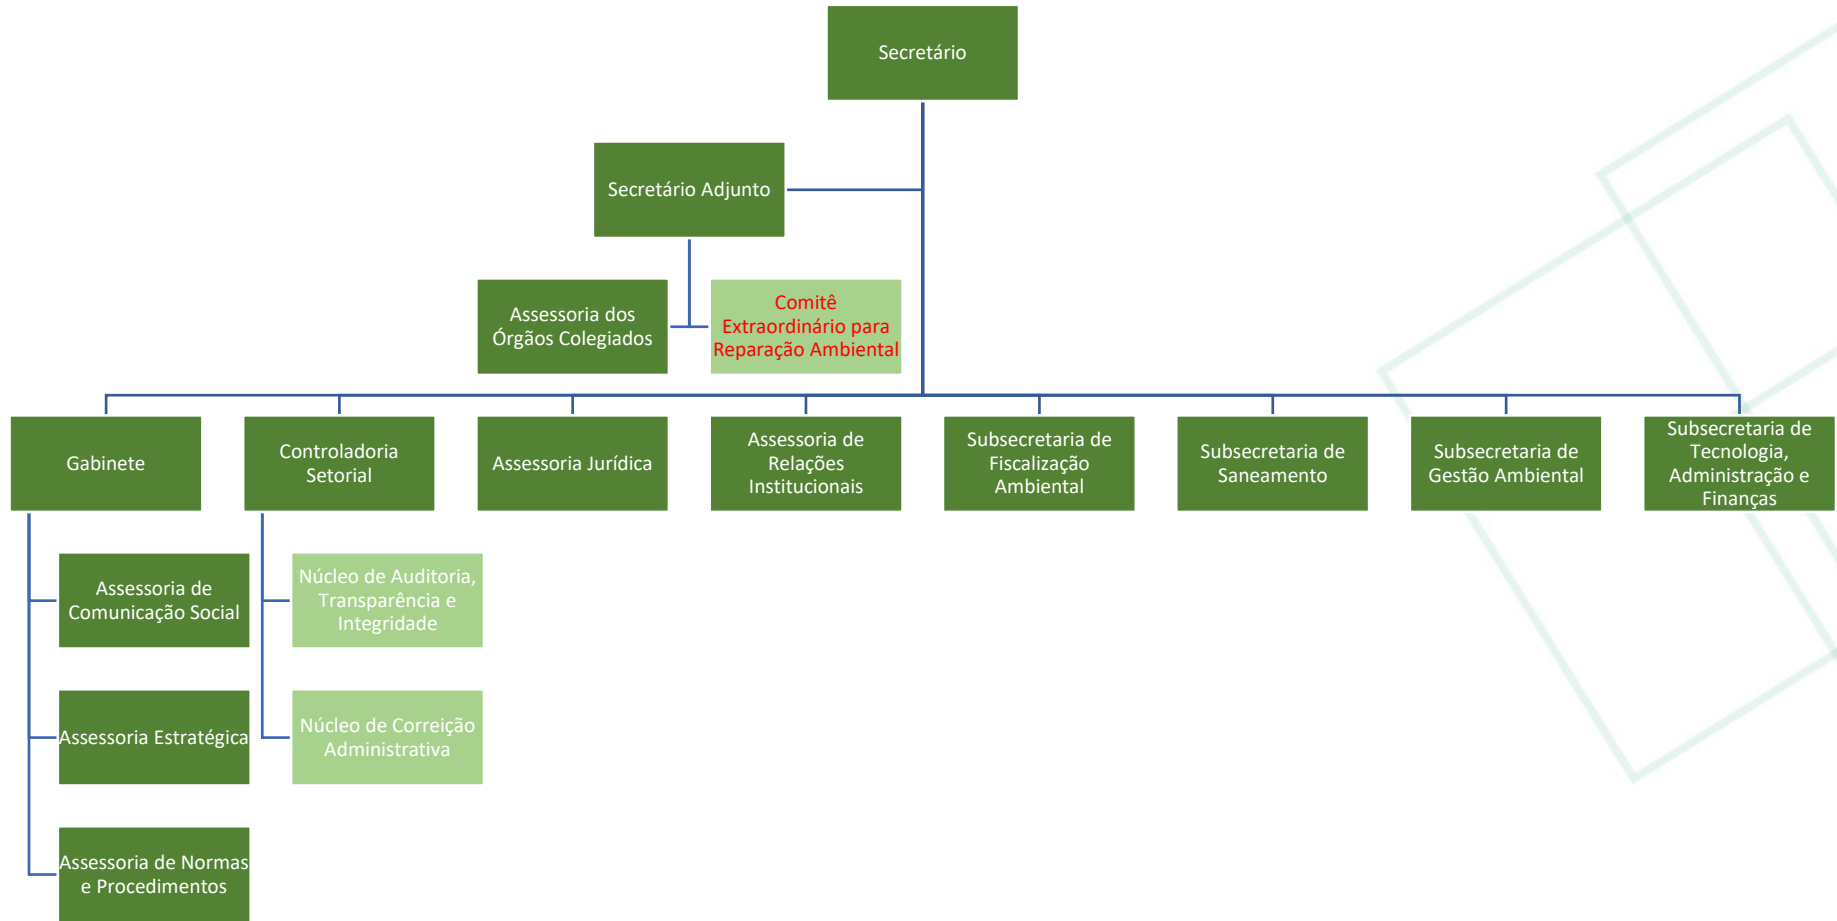 Secretário
Secretário Adjunto
Assessoria dos
Órgãos Colegiados
Comitê
Extraordinário para
Reparação Ambiental
Gabinete
Controladoria
Setorial
Assessoria Jurídica
Assessoria de
Relações
Institucionais
Subsecretaria de
Fiscalização
Ambiental
Subsecretaria de
Saneamento
Subsecretaria de
Gestão Ambiental
Subsecretaria de
Tecnologia,
Administração e
Finanças
Assessoria de
Comunicação Social
Núcleo de Auditoria,
Transparência e
Integridade
Assessoria Estratégica
Núcleo de Correição
Administrativa
Assessoria de Normas
e Procedimentos